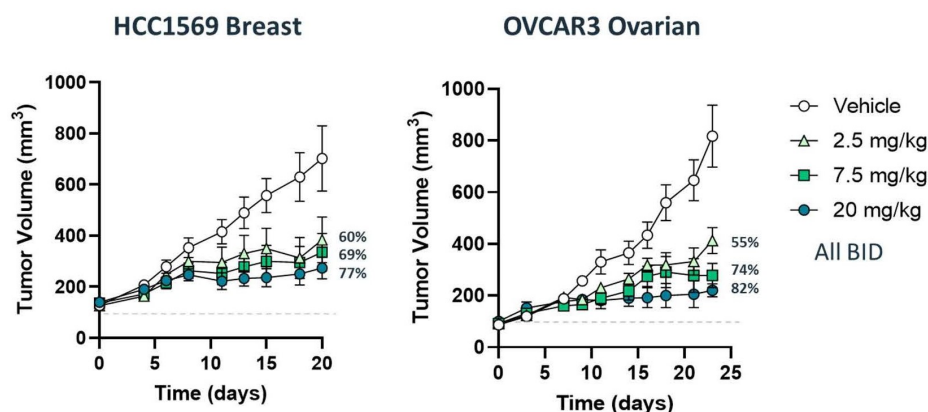 HCC1569 Breast
Tumor Volume (mm³)
1000
800
600
400
200
0
60%
69%
77%
0
5
10
15
20
Time (days)
OVCAR3 Ovarian
Tumor Volume (mm³)
1000
800
600
400
200
0
55%
74%
82%
0
5
10
15
20
25
Time (days)
Vehicle
2.5 mg/kg
7.5 mg/kg
20 mg/kg
All BID